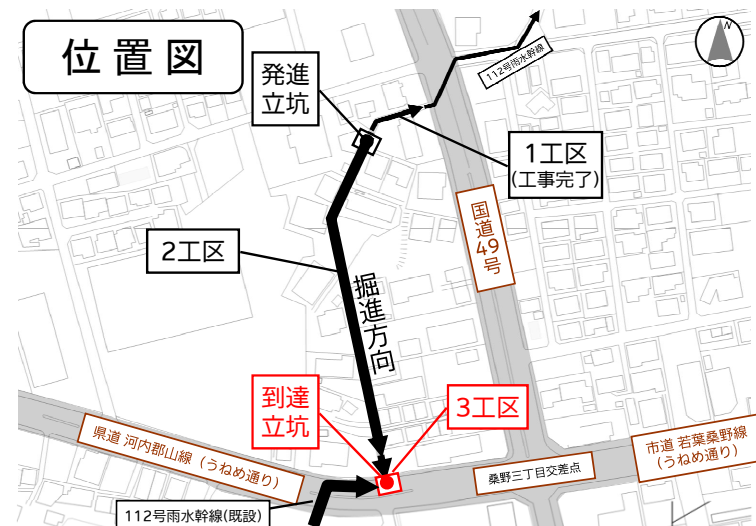 位置図
N
112号雨水幹線
発進
立坑
1工区
(工事完了)
国道49号
2工区
掘進方向
到達
立坑
3工区
県道 河内郡山線（うねめ通り）
市道 若葉桑野線
（うねめ通り）
桑野三丁目交差点
112号雨水幹線(既設)